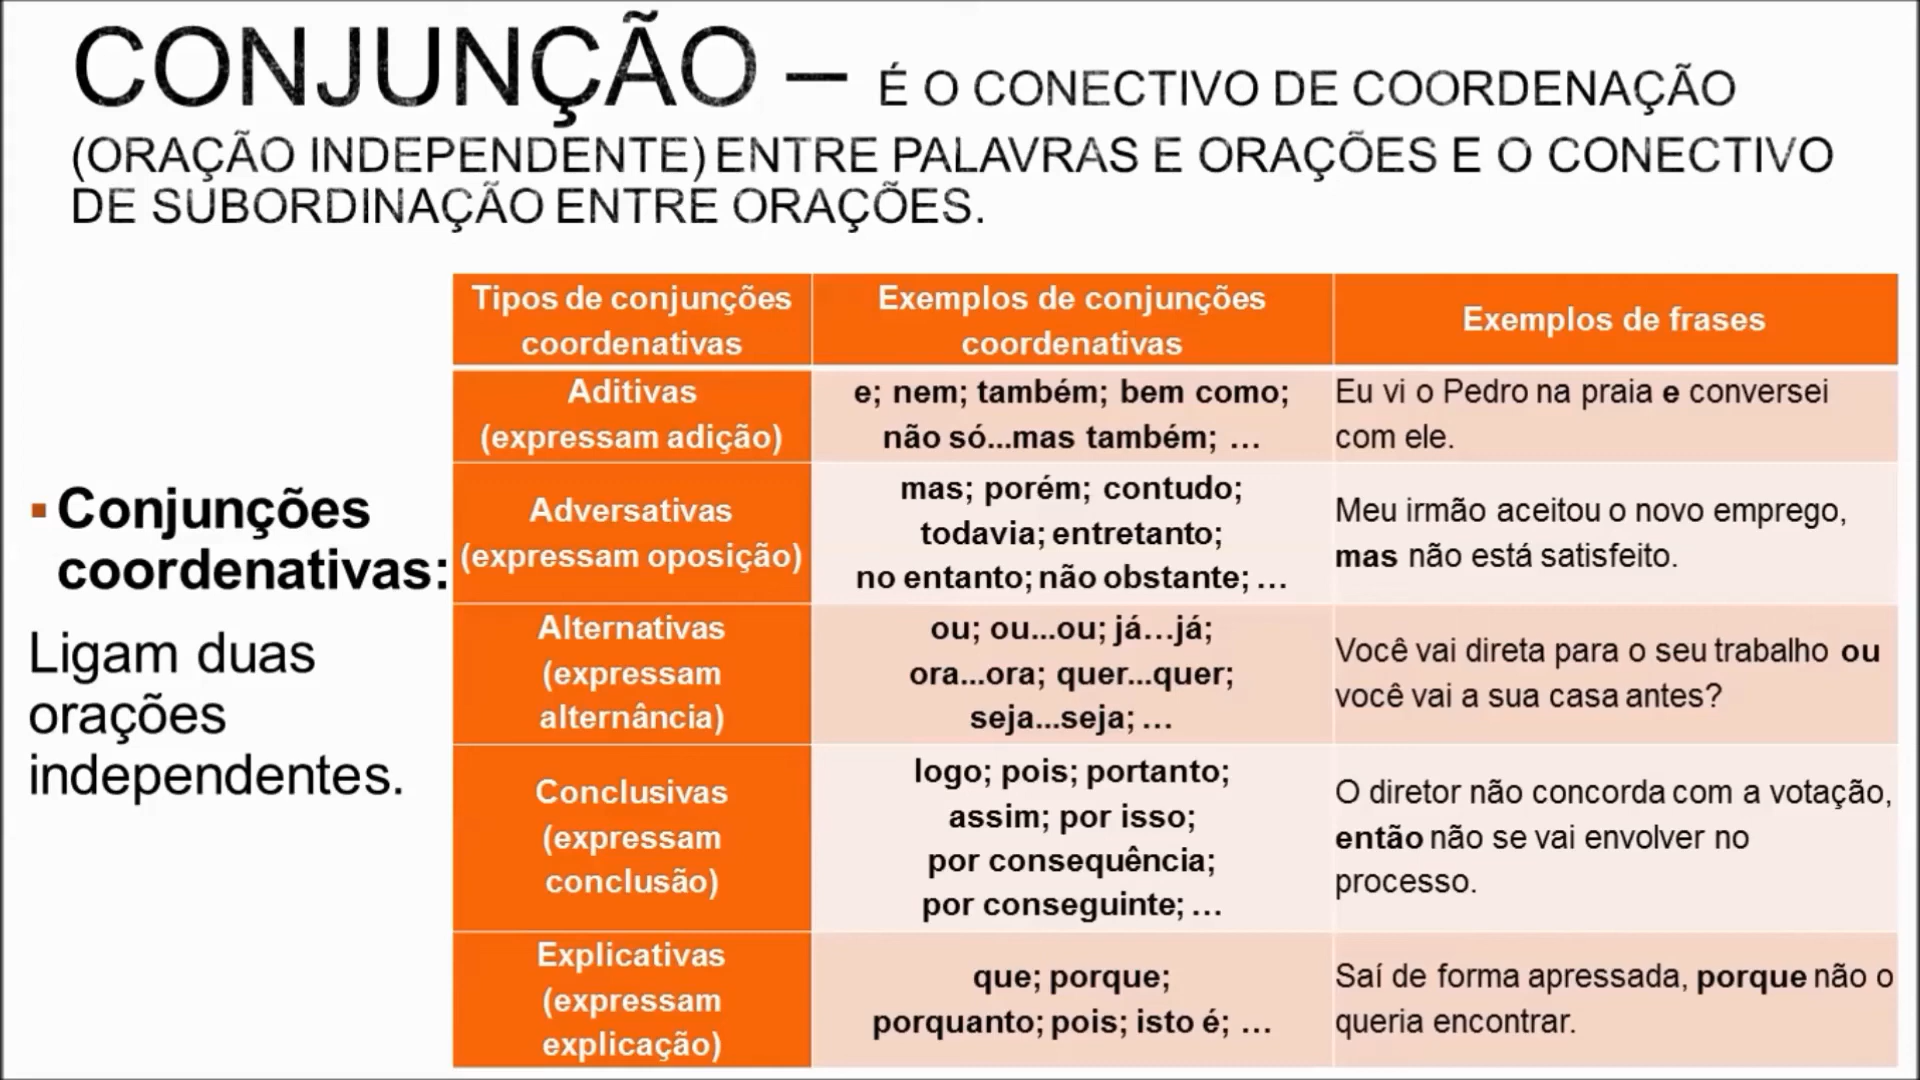 CONJUNÇÃO – É O CONECTIVO DE COORDENAÇÃO
(ORAÇÃO INDEPENDENTE) ENTRE PALAVRAS E ORAÇÕES E O CONECTIVO
DE SUBORDINAÇÃO ENTRE ORAÇÕES.
▪ Conjunções
coordenativas:
Ligam duas
orações
independentes.
Tipos de conjunções
coordenativas
Exemplos de conjunções
coordenativas
Exemplos de frases
Aditivas
(expressam adição)
e; nem; também; bem como;
não só...mas também; …
Eu vi o Pedro na praia e conversei
com ele.
Adversativas
(expressam oposição)
mas; porém; contudo;
todavia; entretanto;
no entanto; não obstante; …
Meu irmão aceitou o novo emprego,
mas não está satisfeito.
Alternativas
(expressam
alternância)
ou; ou...ou; já…já;
ora...ora; quer...quer;
seja...seja; …
Você vai direta para o seu trabalho ou
você vai a sua casa antes?
Conclusivas
(expressam
conclusão)
logo; pois; portanto;
assim; por isso;
por consequência;
por conseguinte; …
O diretor não concorda com a votação,
então não se vai envolver no
processo.
Explicativas
(expressam
explicação)
que; porque;
porquanto; pois; isto é; …
Saí de forma apressada, porque não o
queria encontrar.